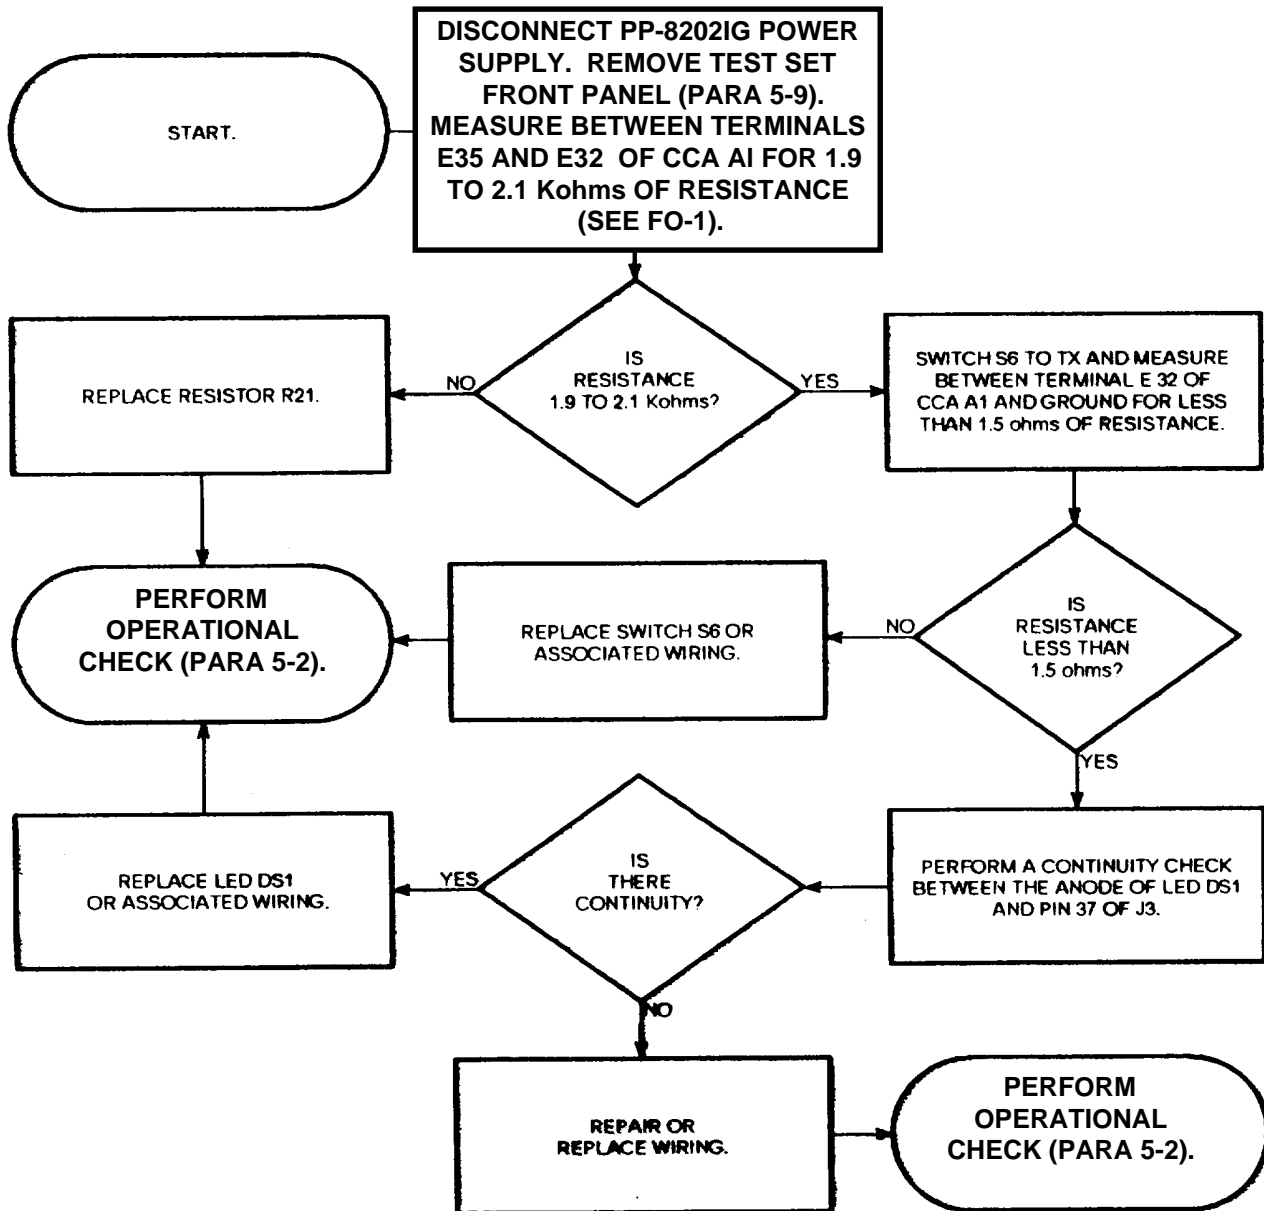 START.
DISCONNECT PP-8202IG POWER
SUPPLY. REMOVE TEST SET
FRONT PANEL (PARA 5-9).
MEASURE BETWEEN TERMINALS
E35 AND E32 OF CCA AI FOR 1.9
TO 2.1 Kohms OF RESISTANCE
(SEE FO-1).
REPLACE RESISTOR R21.
NO
IS
RESISTANCE
1.9 TO 2.1 Kohms?
YES
SWITCH S6 TO TX AND MEASURE
BETWEEN TERMINAL E 32 OF
CCA A1 AND GROUND FOR LESS
THAN 1.5 ohms OF RESISTANCE.
PERFORM
OPERATIONAL
CHECK (PARA 5-2).
REPLACE SWITCH S6 OR
ASSOCIATED WIRING.
NO
IS
RESISTANCE
LESS THAN
1.5 ohms?
YES
REPLACE LED DS1
OR ASSOCIATED WIRING.
YES
IS
THERE
CONTINUITY?
NO
PERFORM A CONTINUITY CHECK
BETWEEN THE ANODE OF LED DS1
AND PIN 37 OF J3.
REPAIR OR
REPLACE WIRING.
PERFORM
OPERATIONAL
CHECK (PARA 5-2).